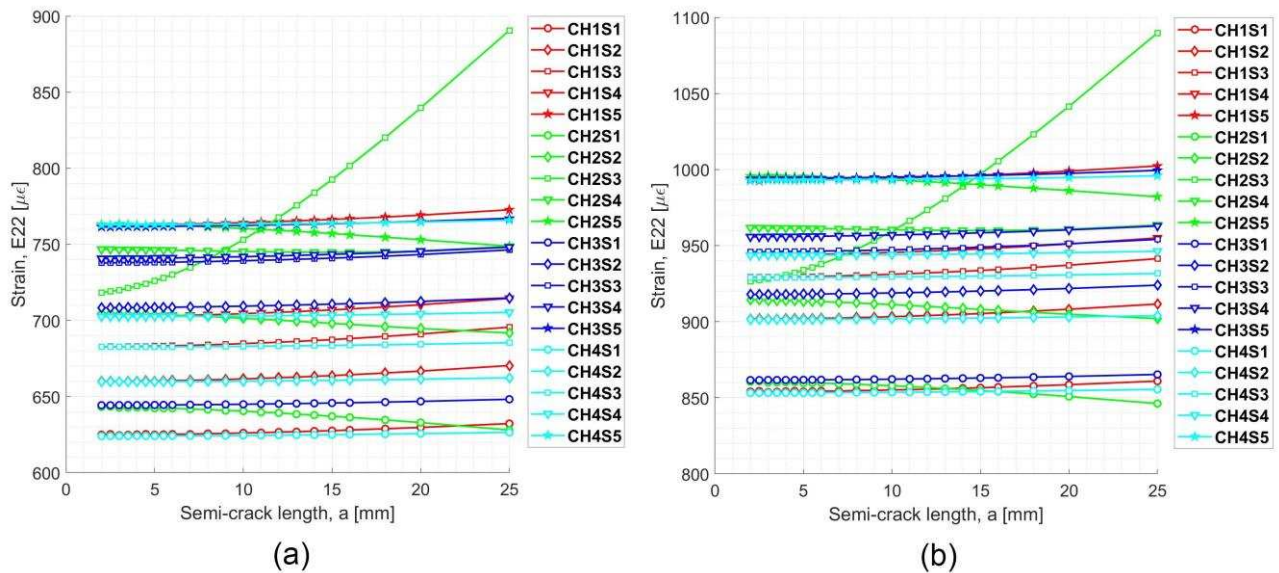 900
850
800
750
700
650
600
Strain, E22 [με]
0 5 10 15 20 25
Semi-crack length, a [mm]
CH1S1
CH1S2
CH1S3
CH1S4
CH1S5
CH2S1
CH2S2
CH2S3
CH2S4
CH2S5
CH3S1
CH3S2
CH3S3
CH3S4
CH3S5
CH4S1
CH4S2
CH4S3
CH4S4
CH4S5
(a)
1100
1050
1000
950
900
850
800
Strain, E22 [με]
0 5 10 15 20 25
Semi-crack length, a [mm]
CH1S1
CH1S2
CH1S3
CH1S4
CH1S5
CH2S1
CH2S2
CH2S3
CH2S4
CH2S5
CH3S1
CH3S2
CH3S3
CH3S4
CH3S5
CH4S1
CH4S2
CH4S3
CH4S4
CH4S5
(b)